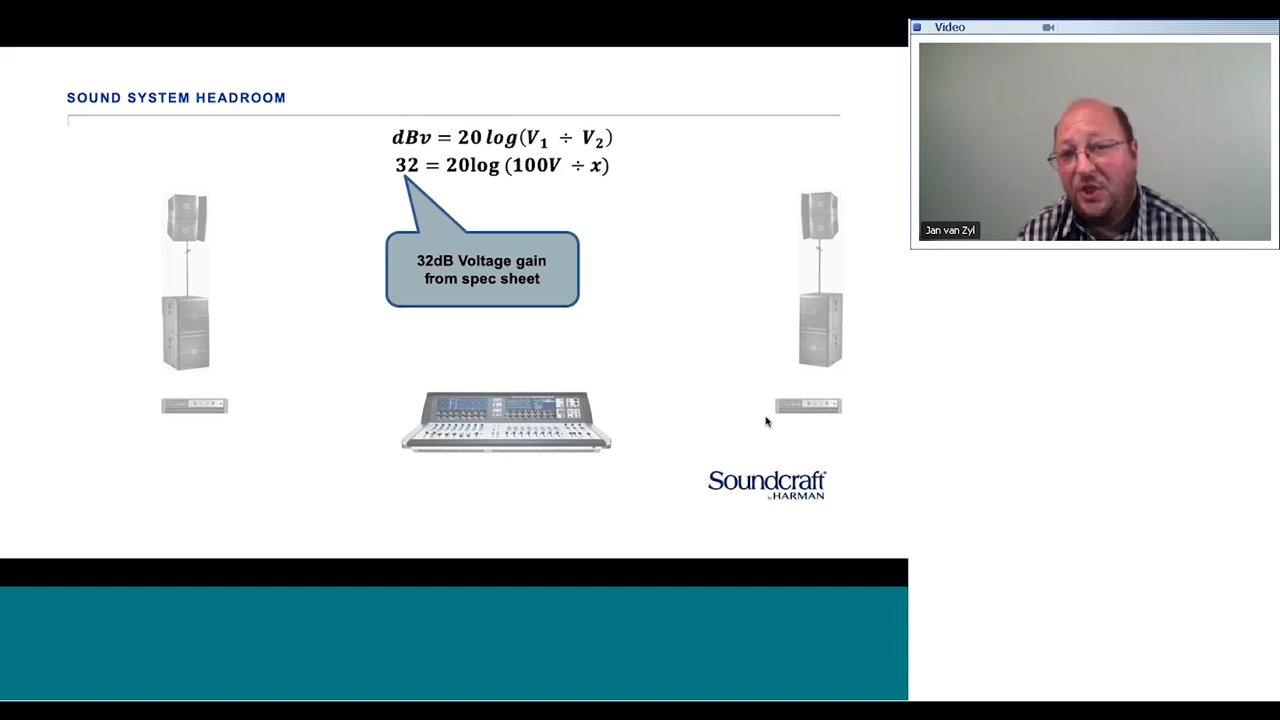 Video
SOUND SYSTEM HEADROOM
dBv = 20 log(V₁ ÷ V₂)
32 = 20log (100V ÷ x)
32dB Voltage gain
from spec sheet
Jan van Zyl
Soundcraft
by HARMAN